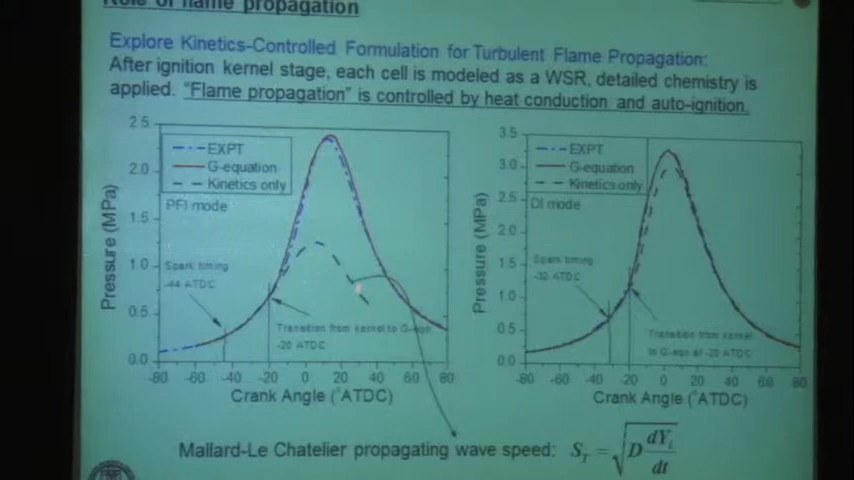 Role of flame propagation
Explore Kinetics-Controlled Formulation for Turbulent Flame Propagation:
After ignition kernel stage, each cell is modeled as a WSR, detailed chemistry is
applied. "Flame propagation" is controlled by heat conduction and auto-ignition.
2.5
2.0
1.5
1.0
0.5
0.0
Pressure (MPa)
EXPT
G-equation
Kinetics only
PFI mode
Spark timing
-44 ATDC
Transition from kernel to G-eqn
-20 ATDC
-80 -60 -40 -20 0 20 40 60 80
Crank Angle (°ATDC)
3.5
3.0
2.5
2.0
1.5
1.0
0.5
0.0
Pressure (MPa)
EXPT
G-equation
Kinetics only
DI mode
Spark timing
-32 ATDC
Transition from kernel
to G-eqn at -20 ATDC
-80 -60 -40 -20 0 20 40 60 80
Crank Angle (°ATDC)
Mallard-Le Chatelier propagating wave speed: S_T = √(D dY_i/dt)